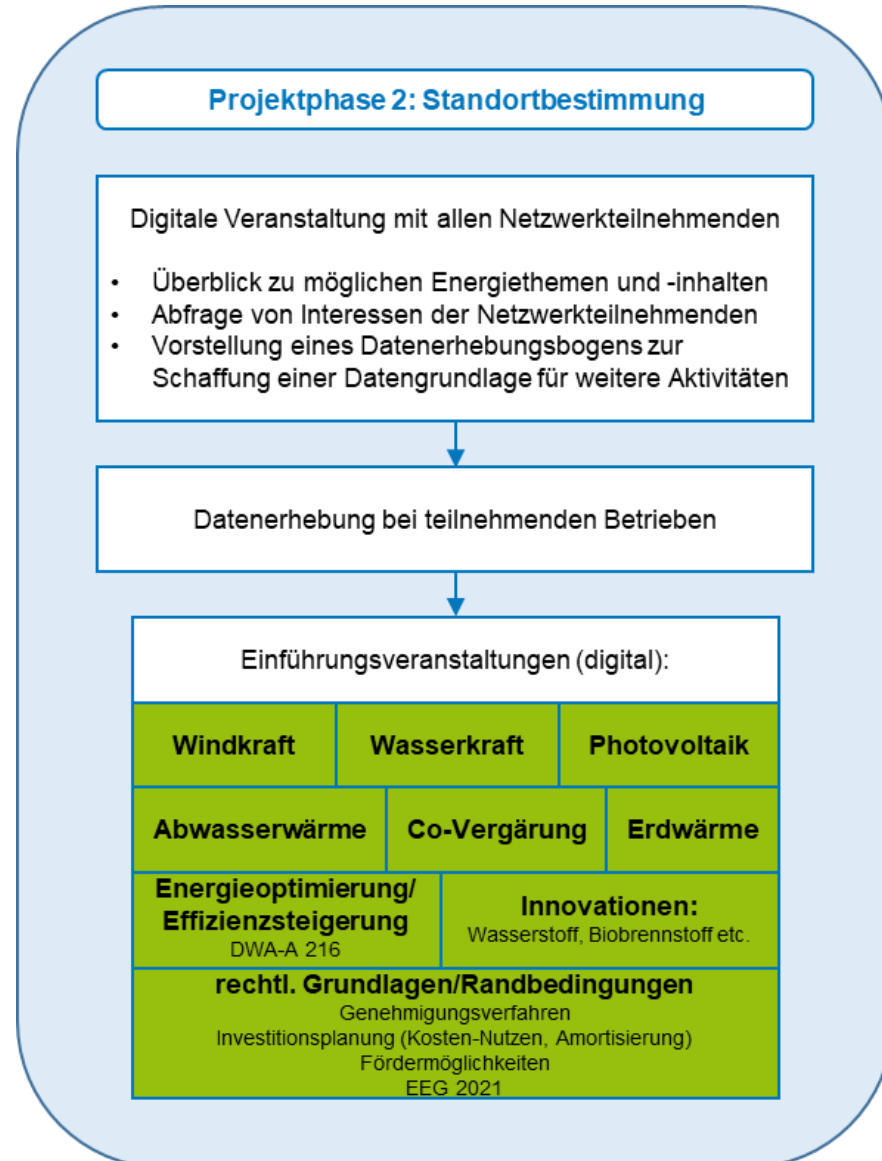 Projektphase 2: Standortbestimmung
Digitale Veranstaltung mit allen Netzwerkteilnehmenden
• Überblick zu möglichen Energiethemen und -inhalten
• Abfrage von Interessen der Netzwerkteilnehmenden
• Vorstellung eines Datenerhebungsbogens zur
Schaffung einer Datengrundlage für weitere Aktivitäten
Datenerhebung bei teilnehmenden Betrieben
Einführungsveranstaltungen (digital):
Windkraft
Wasserkraft
Photovoltaik
Abwasserwärme
Co-Vergärung
Erdwärme
Energieoptimierung/
Effizienzsteigerung
DWA-A 216
Innovationen:
Wasserstoff, Biobrennstoff etc.
rechtl. Grundlagen/Randbedingungen
Genehmigungsverfahren
Investitionsplanung (Kosten-Nutzen, Amortisierung)
Fördermöglichkeiten
EEG 2021